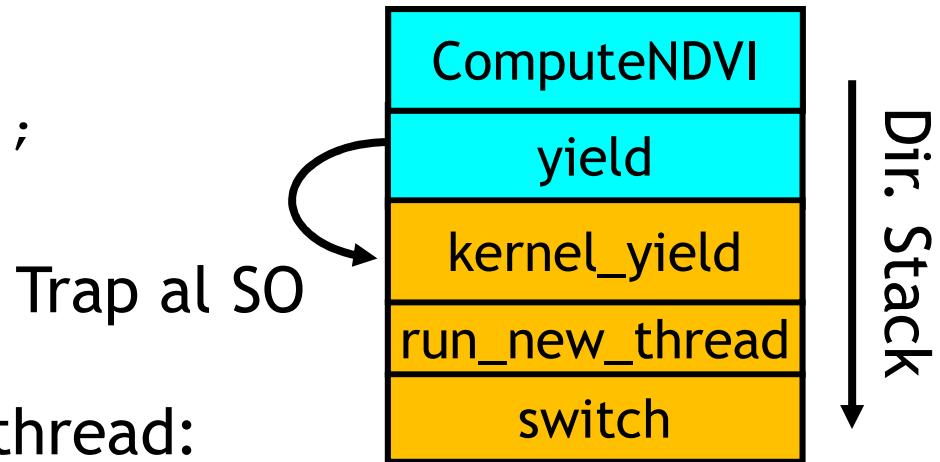 ComputeNDVI
;
yield
kernel_yield
Trap al SO
run_new_thread
switch
thread:
Dir. Stack